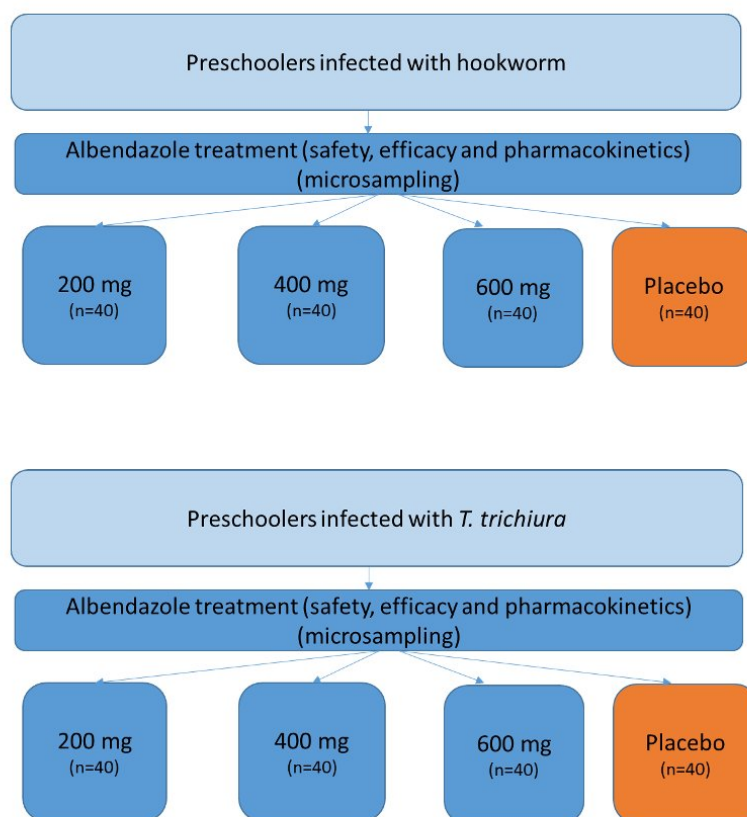 Preschoolers infected with hookworm
Albendazole treatment (safety, efficacy and pharmacokinetics)
(microsampling)
200 mg
(n=40)
400 mg
(n=40)
600 mg
(n=40)
Placebo
(n=40)
Preschoolers infected with T. trichiura
Albendazole treatment (safety, efficacy and pharmacokinetics)
(microsampling)
200 mg
(n=40)
400 mg
(n=40)
600 mg
(n=40)
Placebo
(n=40)